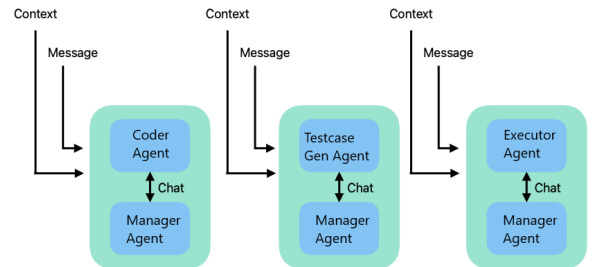 Context
Context
Context
Message
Message
Message
Coder
Agent
Testcase
Gen Agent
Executor
Agent
Chat
Chat
Chat
Manager
Agent
Manager
Agent
Manager
Agent